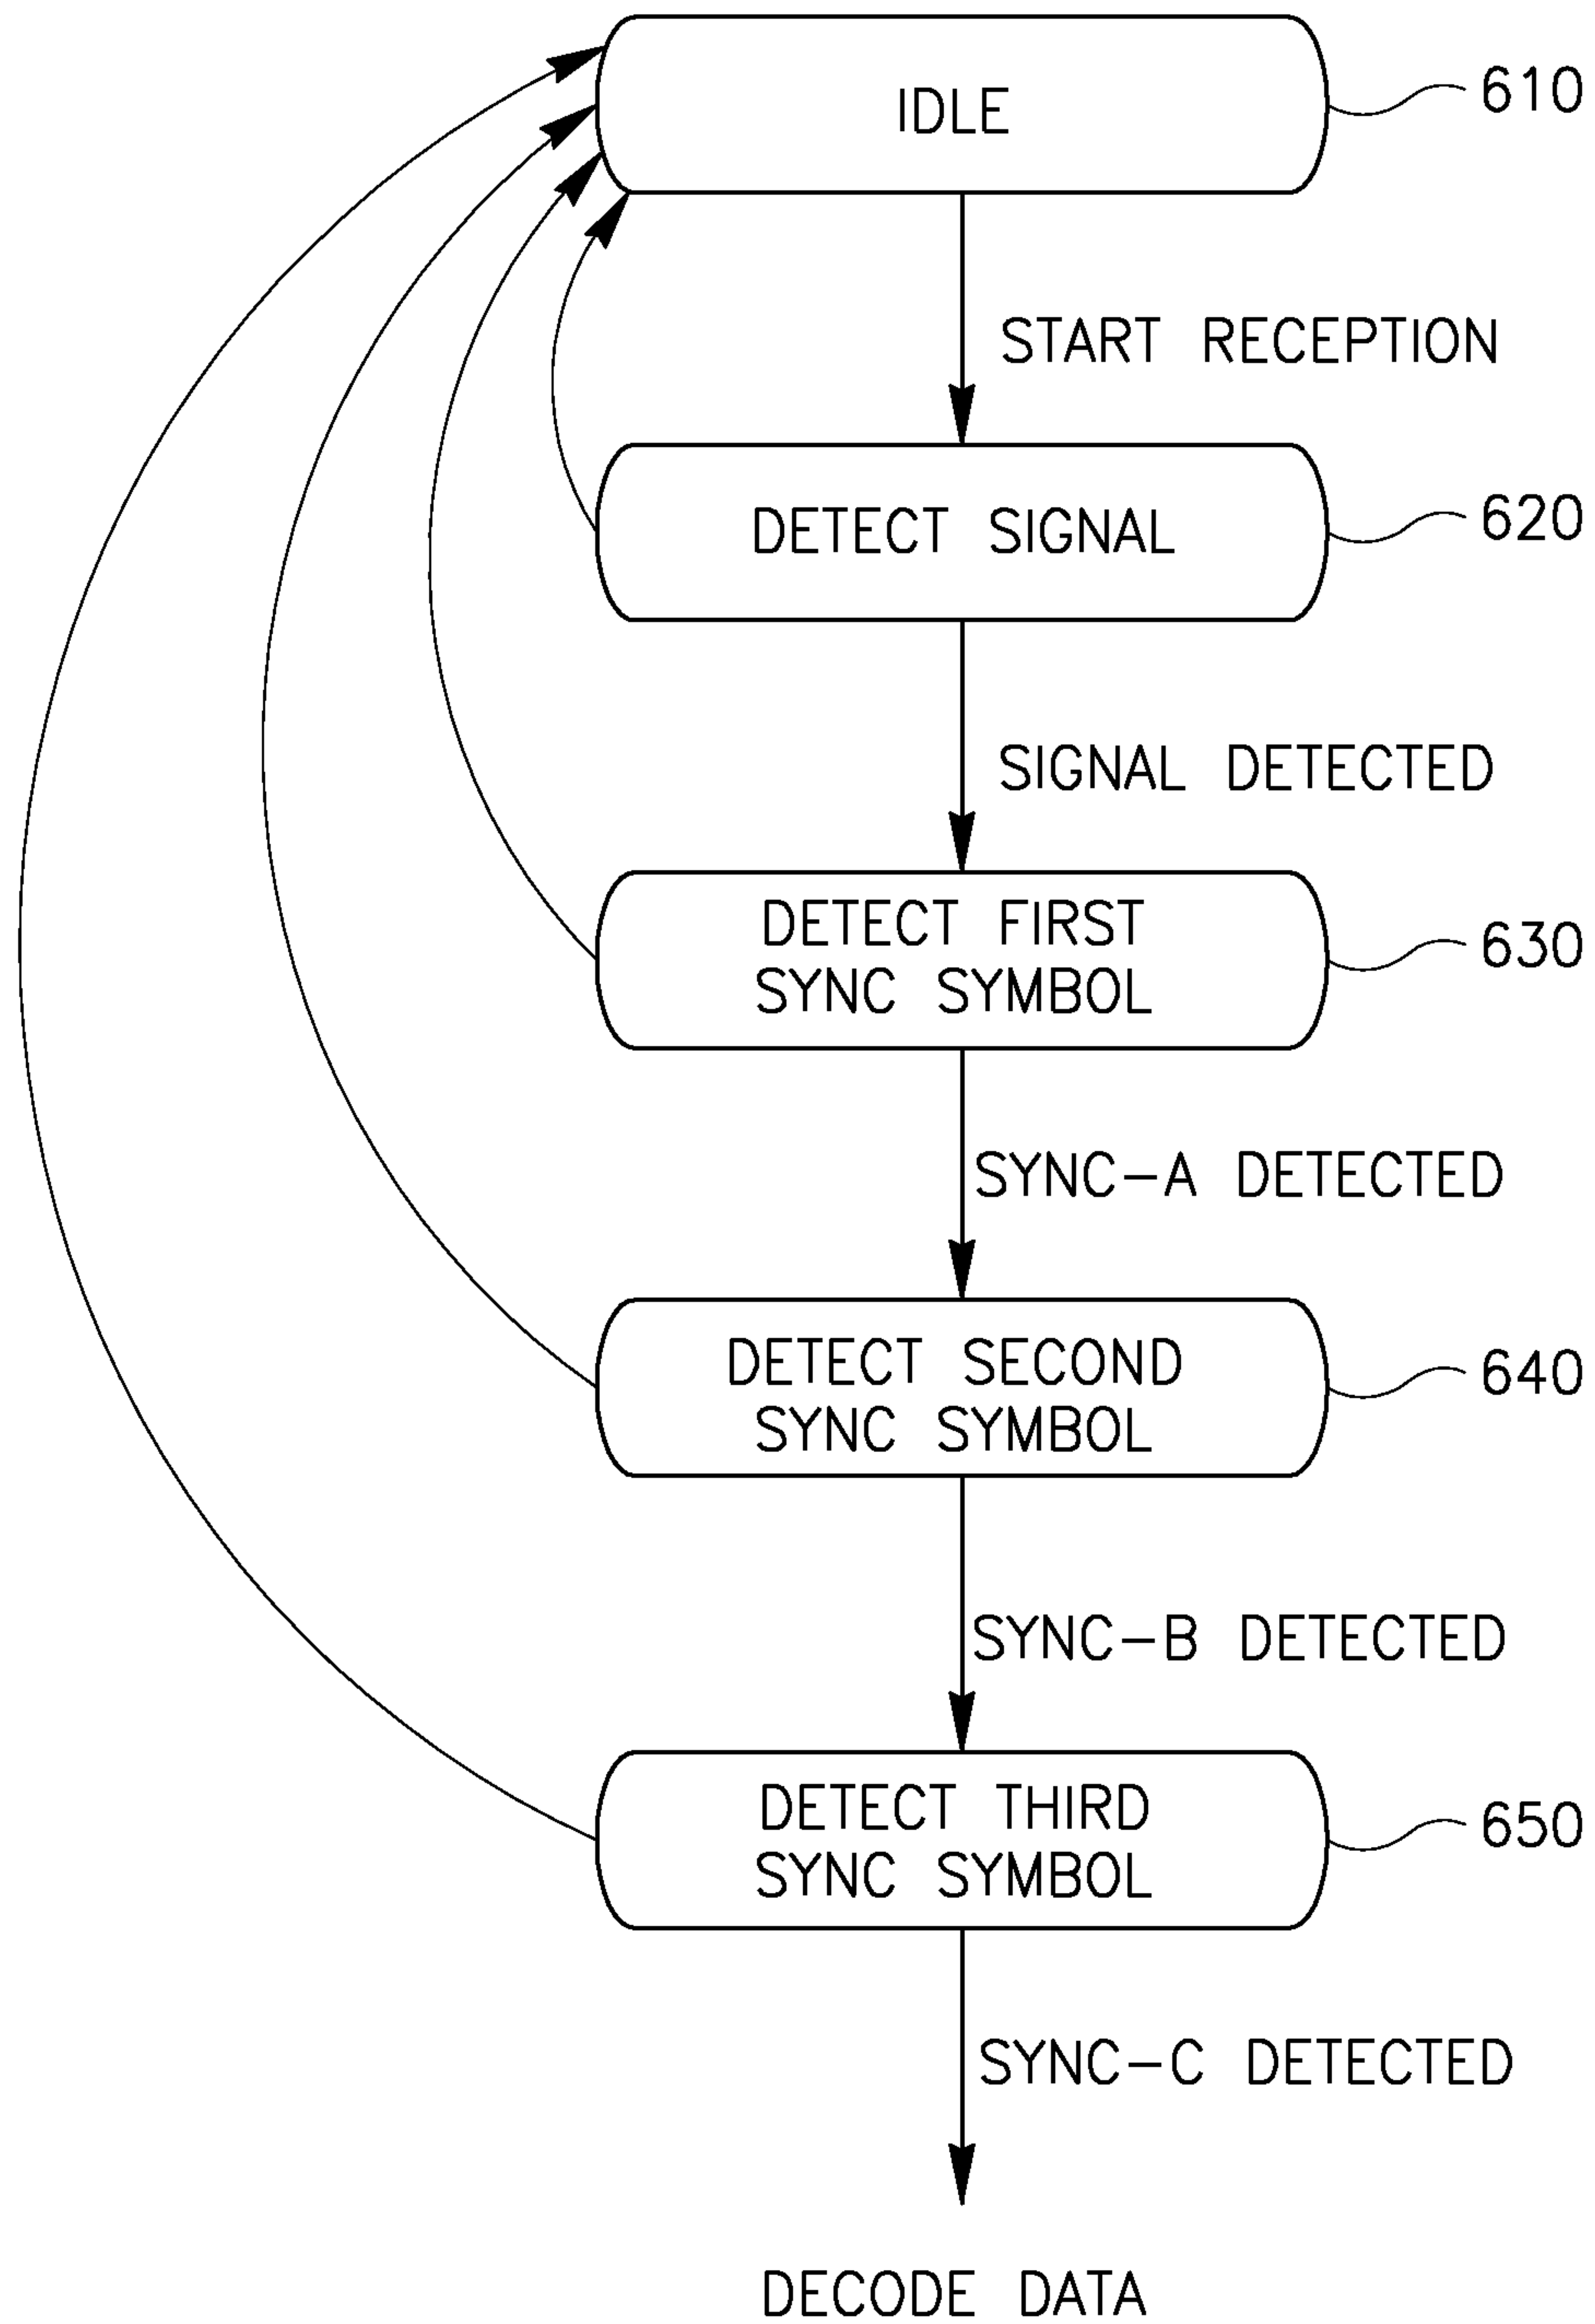 IDLE
610
START RECEPTION
DETECT SIGNAL
620
SIGNAL DETECTED
DETECT FIRST
SYNC SYMBOL
630
SYNC-A DETECTED
DETECT SECOND
SYNC SYMBOL
640
SYNC-B DETECTED
DETECT THIRD
SYNC SYMBOL
650
SYNC-C DETECTED
DECODE DATA